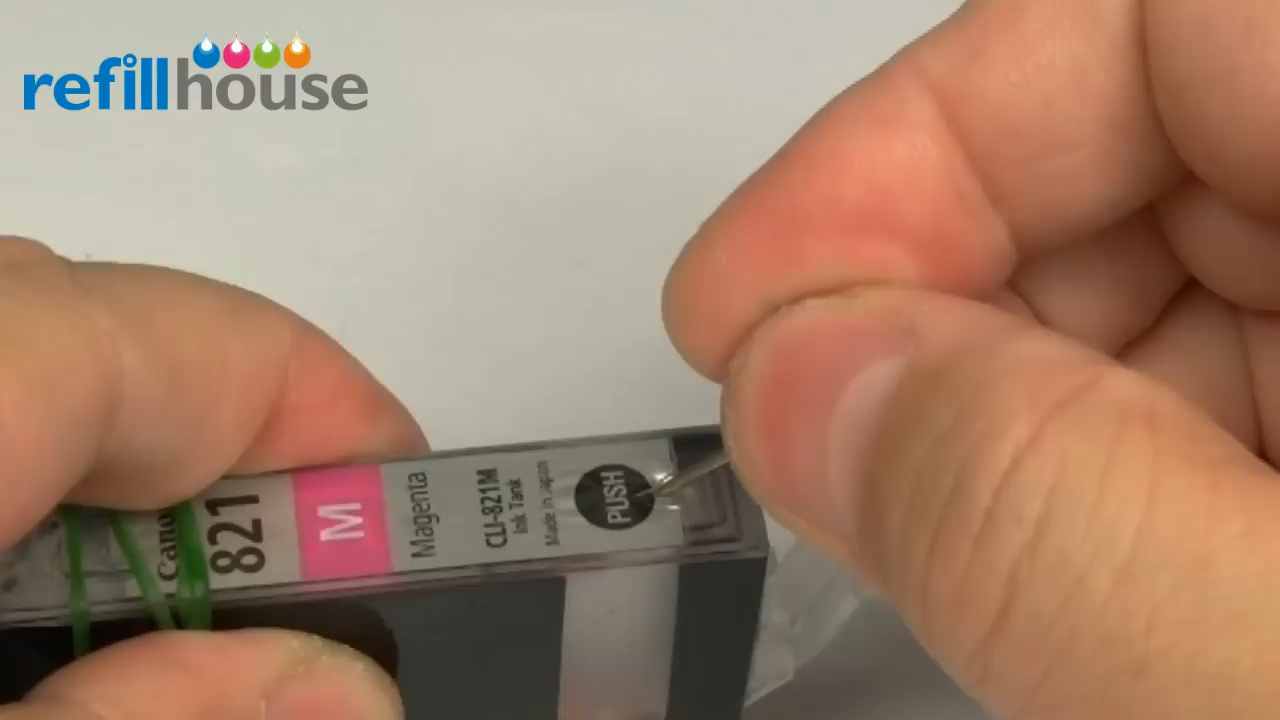 refillhouse
Canon
821
M
Magenta
CLI-821M
Ink Tank
Made in Japan
PUSH